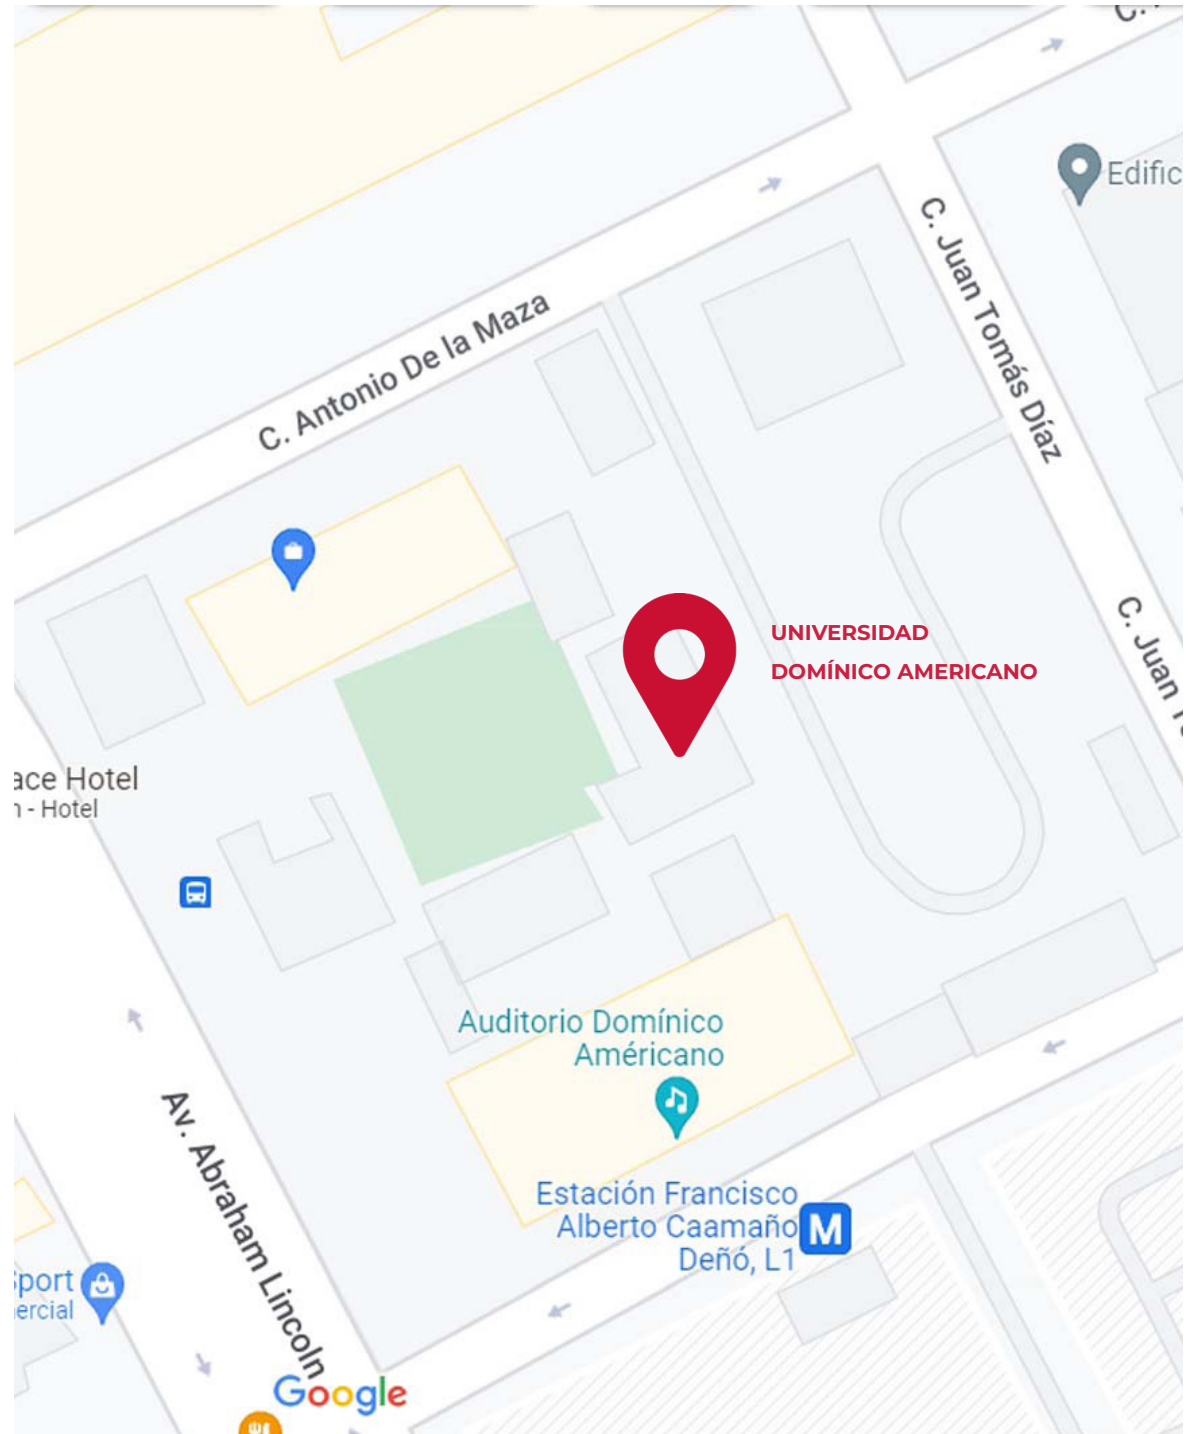 Edific
C. Juan Tomás Díaz
C. Antonio De la Maza
UNIVERSIDAD
DOMÍNICO AMERICANO
C. Juan
ace Hotel
- Hotel
Auditorio Domínico
Américano
Av. Abraham Lincoln
Estación Francisco
Alberto Caamaño
Deñó, L1
M
port
ercial
Google